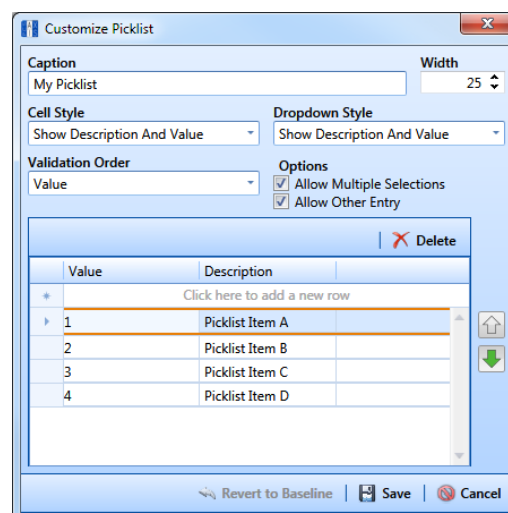 Customize Picklist
Caption Width
My Picklist 25
Cell Style Dropdown Style
Show Description And Value Show Description And Value
Validation Order Options
Value Allow Multiple Selections
Allow Other Entry
Delete
Value Description
Click here to add a new row
1 Picklist Item A
2 Picklist Item B
3 Picklist Item C
4 Picklist Item D
Revert to Baseline Save Cancel